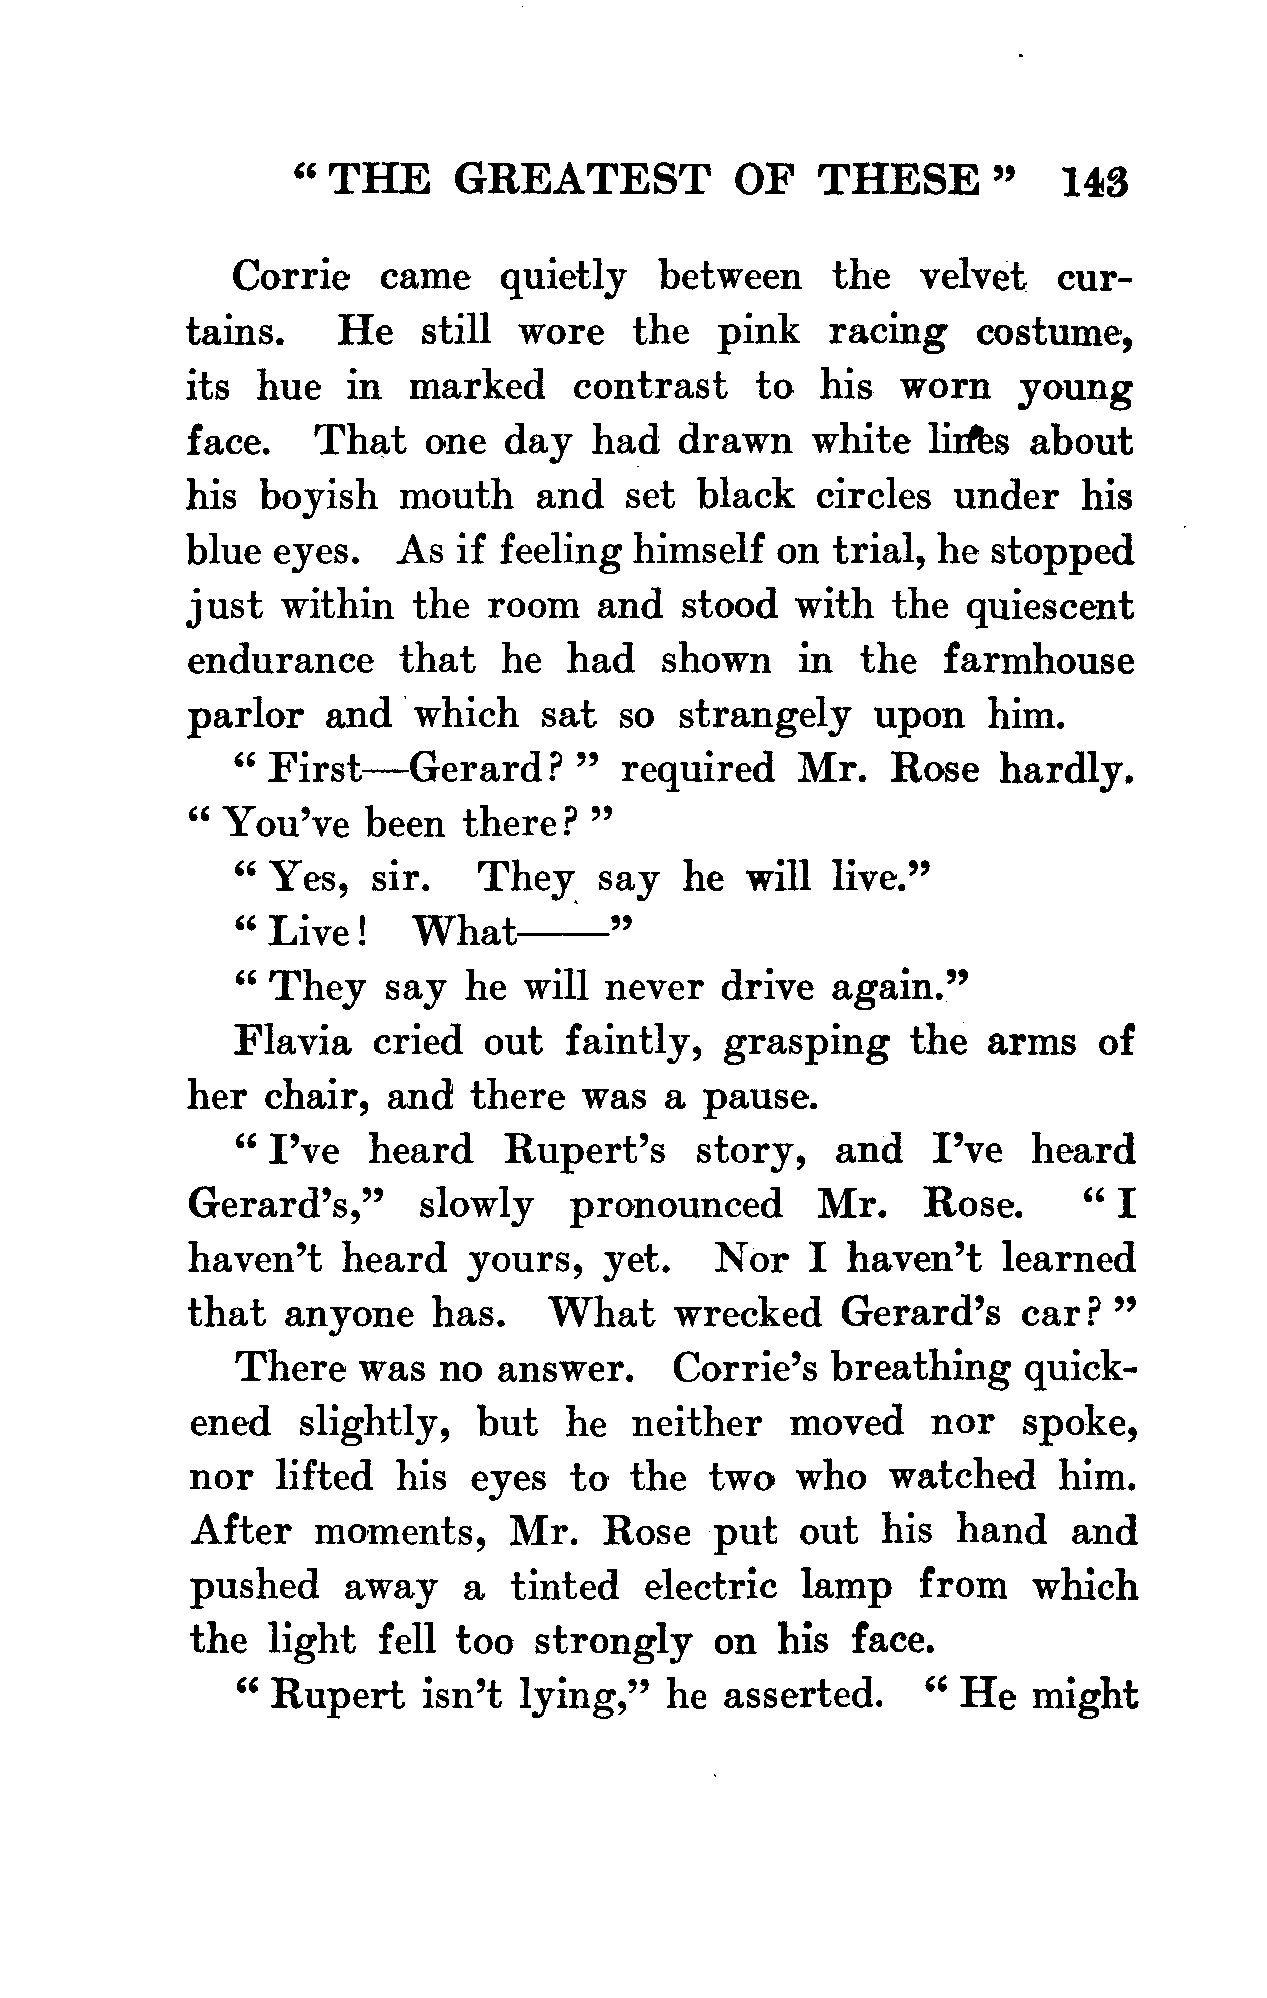 “ THE GREATEST OF THESE ” 143
Corrie came quietly between the velvet cur-
tains. He still wore the pink racing costume,
its hue in marked contrast to his worn young
face. That one day had drawn white lines about
his boyish mouth and set black circles under his
blue eyes. As if feeling himself on trial, he stopped
just within the room and stood with the quiescent
endurance that he had shown in the farmhouse
parlor and which sat so strangely upon him.
“ First—Gerard? ” required Mr. Rose hardly.
“ You’ve been there? ”
“ Yes, sir. They say he will live.”
“ Live! What——”
“ They say he will never drive again.”
Flavia cried out faintly, grasping the arms of
her chair, and there was a pause.
“ I’ve heard Rupert’s story, and I’ve heard
Gerard’s,” slowly pronounced Mr. Rose. “ I
haven’t heard yours, yet. Nor I haven’t learned
that anyone has. What wrecked Gerard’s car? ”
There was no answer. Corrie’s breathing quick-
ened slightly, but he neither moved nor spoke,
nor lifted his eyes to the two who watched him.
After moments, Mr. Rose put out his hand and
pushed away a tinted electric lamp from which
the light fell too strongly on his face.
“ Rupert isn’t lying,” he asserted. “ He might